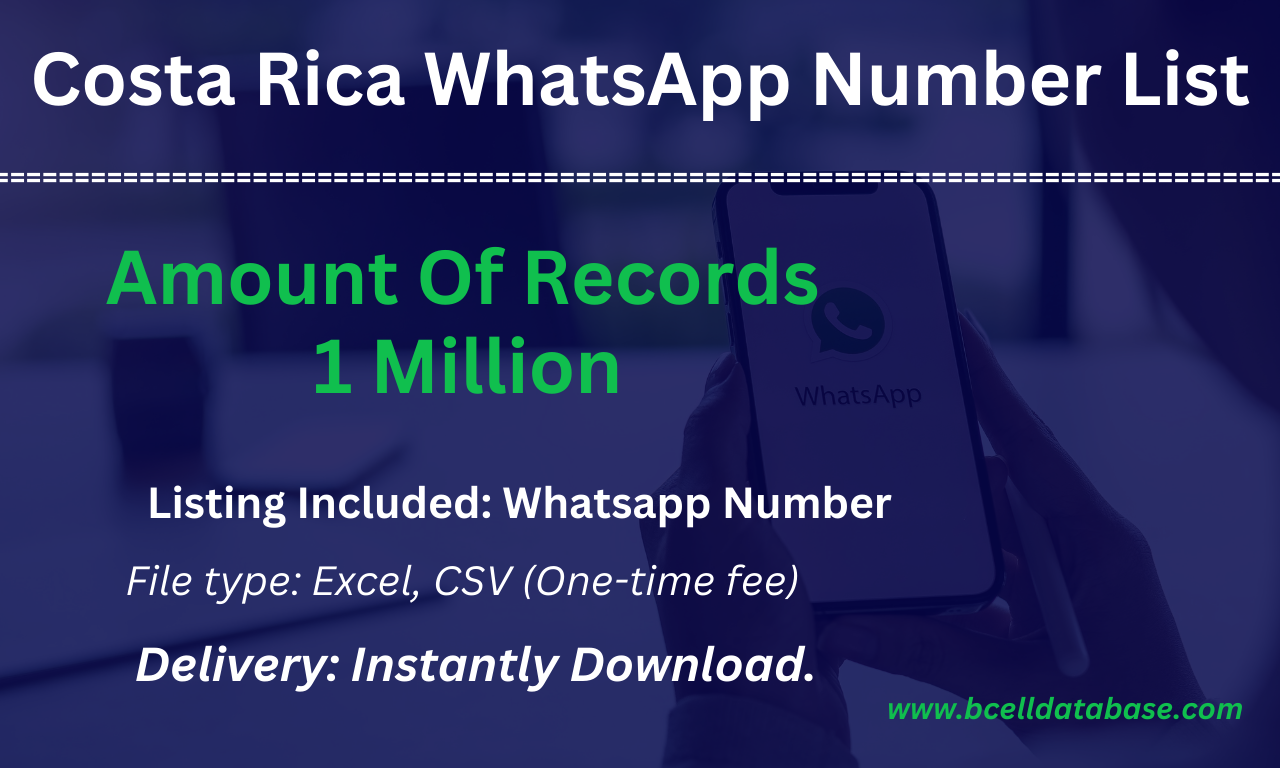 Costa Rica WhatsApp Number List
================================================================================
Amount Of Records
1 Million
WhatsApp
Listing Included: Whatsapp Number
File type: Excel, CSV (One-time fee)
Delivery: Instantly Download.
www.bcelldatabase.com